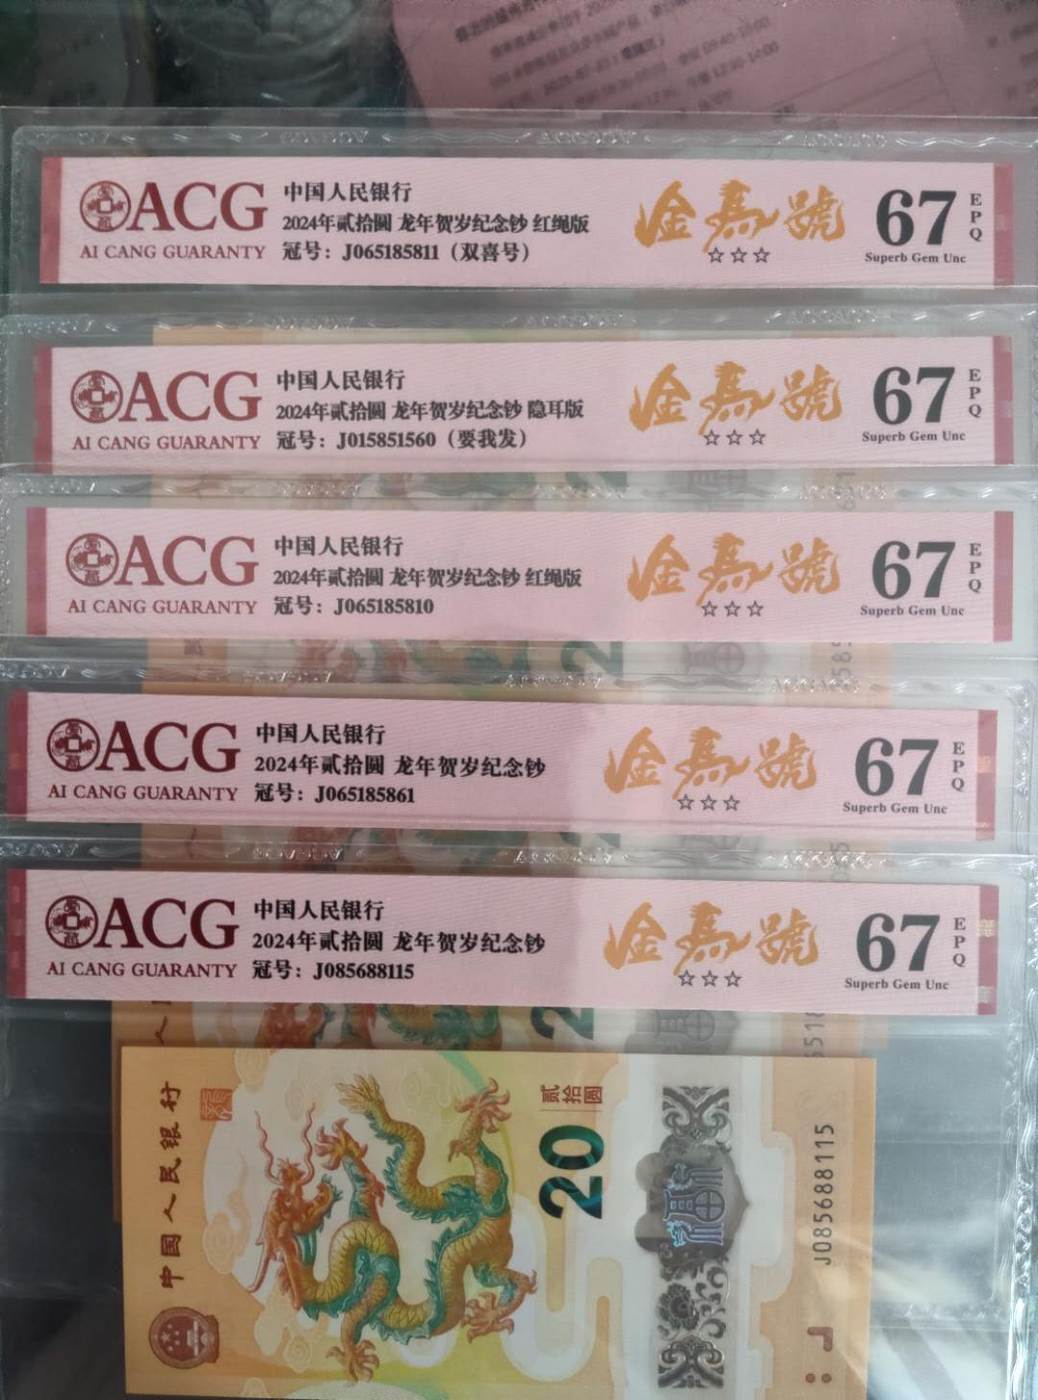 ACG
AI CANG GUARANTY
中国人民银行
2024年贰拾圆 龙年贺岁纪念钞 红绳版
冠号：J065185811（双喜号）
金馬號
☆☆☆
67
EPQ
Superb Gem Unc
ACG
AI CANG GUARANTY
中国人民银行
2024年贰拾圆 龙年贺岁纪念钞 隐耳版
冠号：J015851560（要我发）
金馬號
☆☆☆
67
EPQ
Superb Gem Unc
ACG
AI CANG GUARANTY
中国人民银行
2024年贰拾圆 龙年贺岁纪念钞 红绳版
冠号：J065185810
金馬號
☆☆☆
67
EPQ
Superb Gem Unc
ACG
AI CANG GUARANTY
中国人民银行
2024年贰拾圆 龙年贺岁纪念钞
冠号：J065185861
金馬號
☆☆☆
67
EPQ
Superb Gem Unc
ACG
AI CANG GUARANTY
中国人民银行
2024年贰拾圆 龙年贺岁纪念钞
冠号：J085688115
金馬號
☆☆☆
67
EPQ
Superb Gem Unc
中国人民银行
贰拾圆
20
福
J085688115